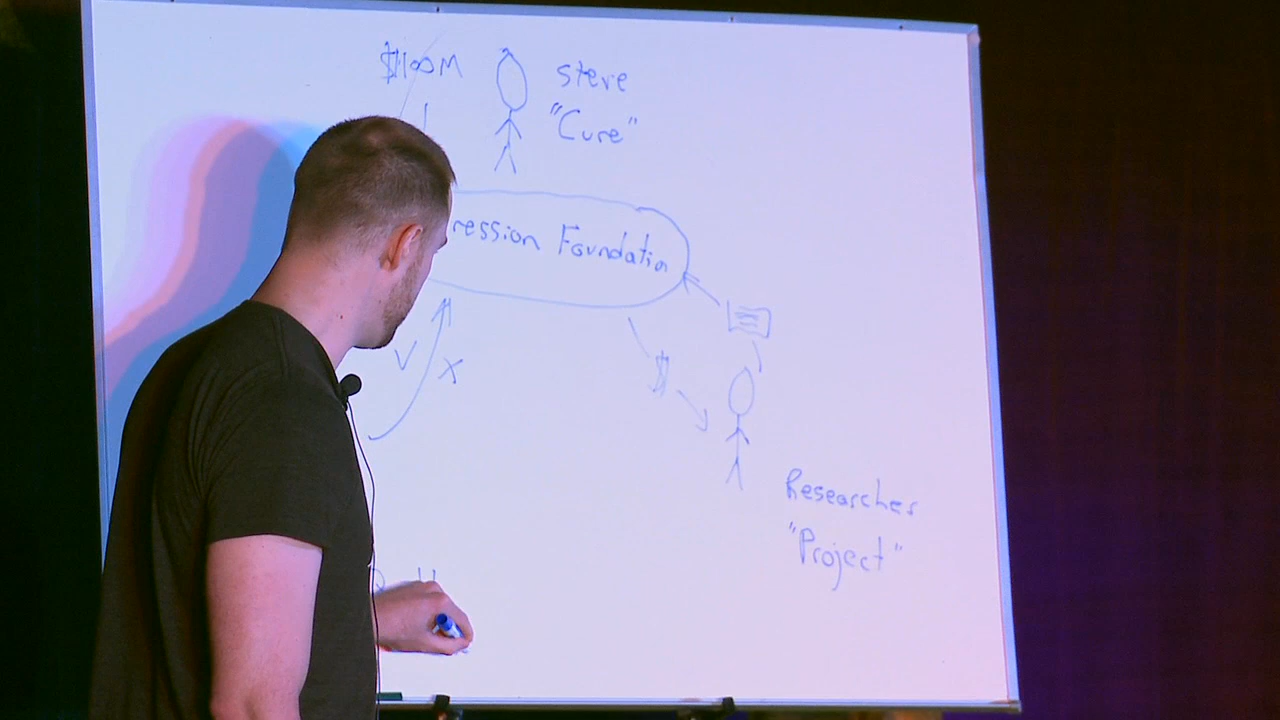 $100M
steve
"Cure"
ression Foundation
V X
$
Researcher
"Project"